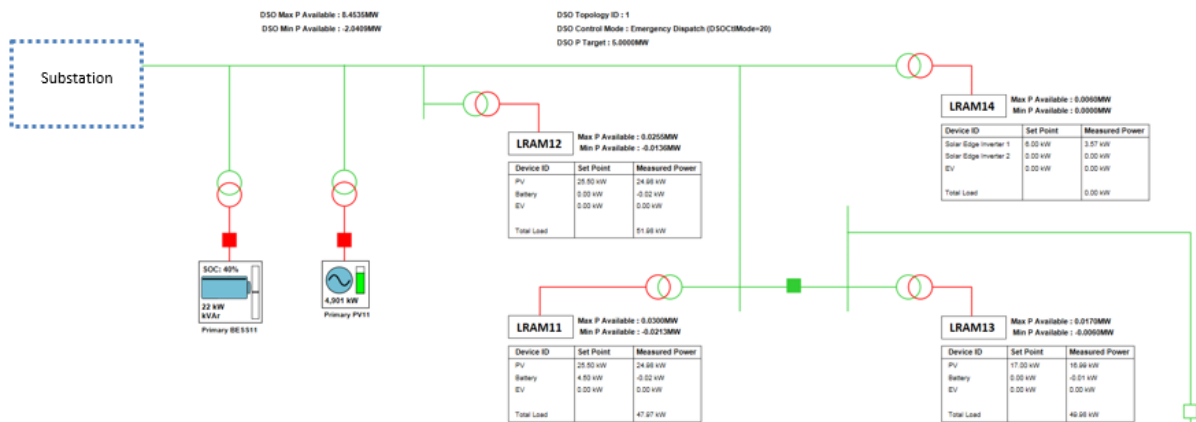 DSO Max P Available : 8.4535MW
DSO Min P Available : -2.0409MW
DSO Topology ID : 1
DSO Control Mode : Emergency Dispatch (DSOCtlMode=20)
DSO P Target : 5.0000MW
Substation
LRAM14
Max P Available : 0.0060MW
Min P Available : 0.0000MW
Device ID Set Point Measured Power
Solar Edge Inverter 1 6.00 kW 3.57 kW
Solar Edge Inverter 2 0.00 kW 0.00 kW
EV 0.00 kW 0.00 kW
Total Load 0.00 kW
LRAM12
Max P Available : 0.0255MW
Min P Available : -0.0136MW
Device ID Set Point Measured Power
PV 25.50 kW 24.98 kW
Battery 0.00 kW -0.02 kW
EV 0.00 kW 0.00 kW
Total Load 51.98 kW
SOC: 40%
22 kW
kVAr
Primary BESS11
4,901 kW
Primary PV11
LRAM11
Max P Available : 0.0300MW
Min P Available : -0.0213MW
Device ID Set Point Measured Power
PV 25.50 kW 24.98 kW
Battery 4.50 kW -0.02 kW
EV 0.00 kW 0.00 kW
Total Load 47.97 kW
LRAM13
Max P Available : 0.0170MW
Min P Available : -0.0060MW
Device ID Set Point Measured Power
PV 17.00 kW 16.99 kW
Battery 0.00 kW -0.01 kW
EV 0.00 kW 0.00 kW
Total Load 49.98 kW